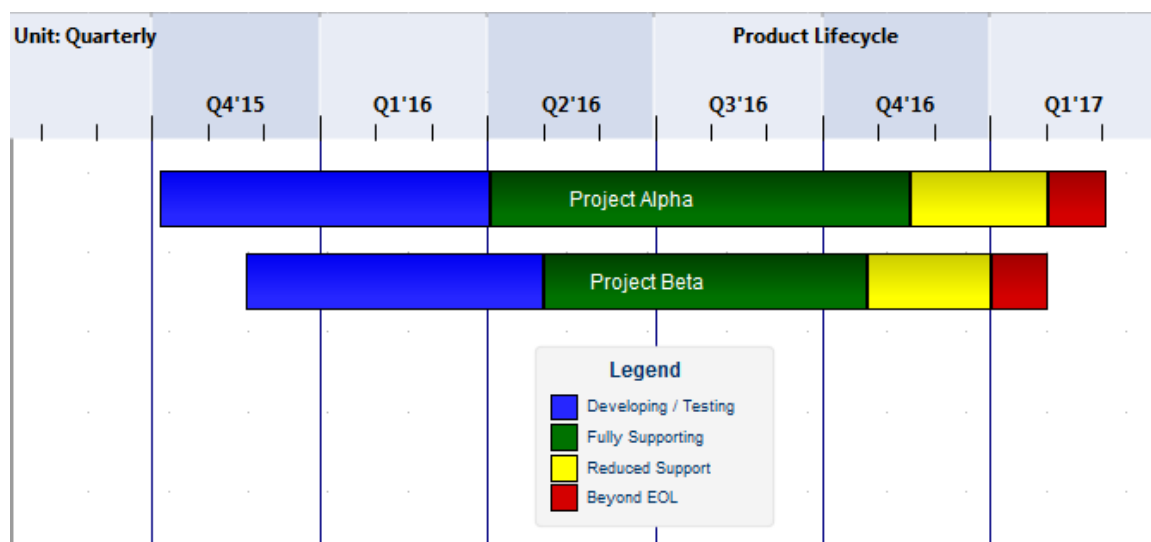 Unit: Quarterly
Product Lifecycle
Q4'15 Q1'16 Q2'16 Q3'16 Q4'16 Q1'17
Project Alpha
Project Beta
Legend
Developing / Testing
Fully Supporting
Reduced Support
Beyond EOL